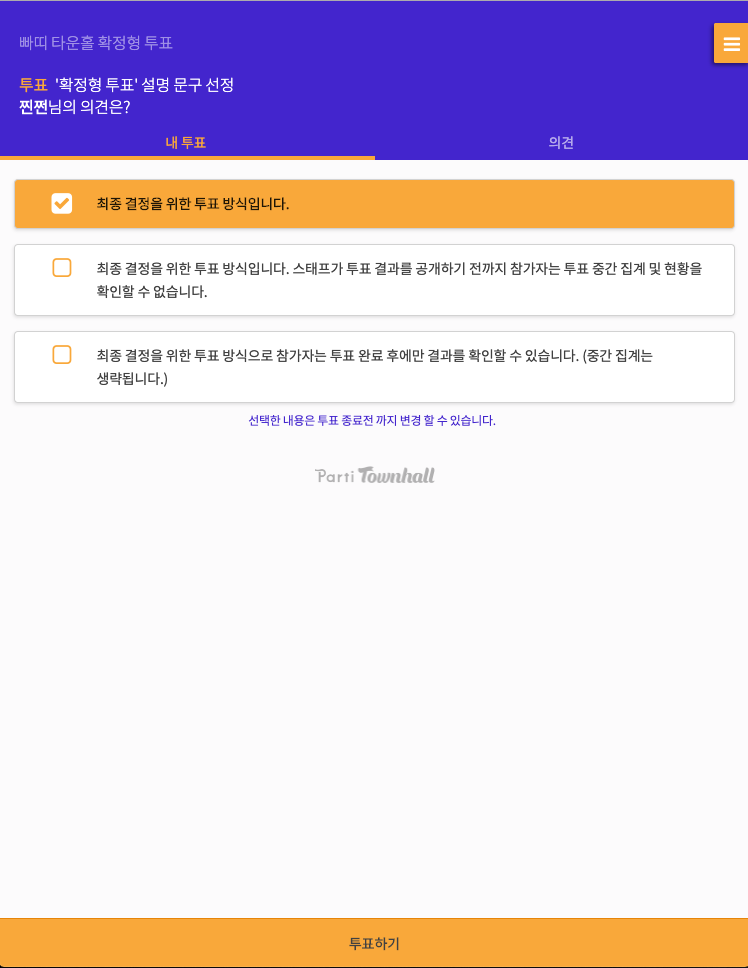 빠띠 타운홀 확정형 투표
투표 '확정형 투표' 설명 문구 선정
찐쩐님의 의견은?
내 투표
의견
최종 결정을 위한 투표 방식입니다.
최종 결정을 위한 투표 방식입니다. 스태프가 투표 결과를 공개하기 전까지 참가자는 투표 중간 집계 및 현황을
확인할 수 없습니다.
최종 결정을 위한 투표 방식으로 참가자는 투표 완료 후에만 결과를 확인할 수 있습니다. (중간 집계는
생략됩니다.)
선택한 내용은 투표 종료전 까지 변경 할 수 있습니다.
Parti Townhall
투표하기